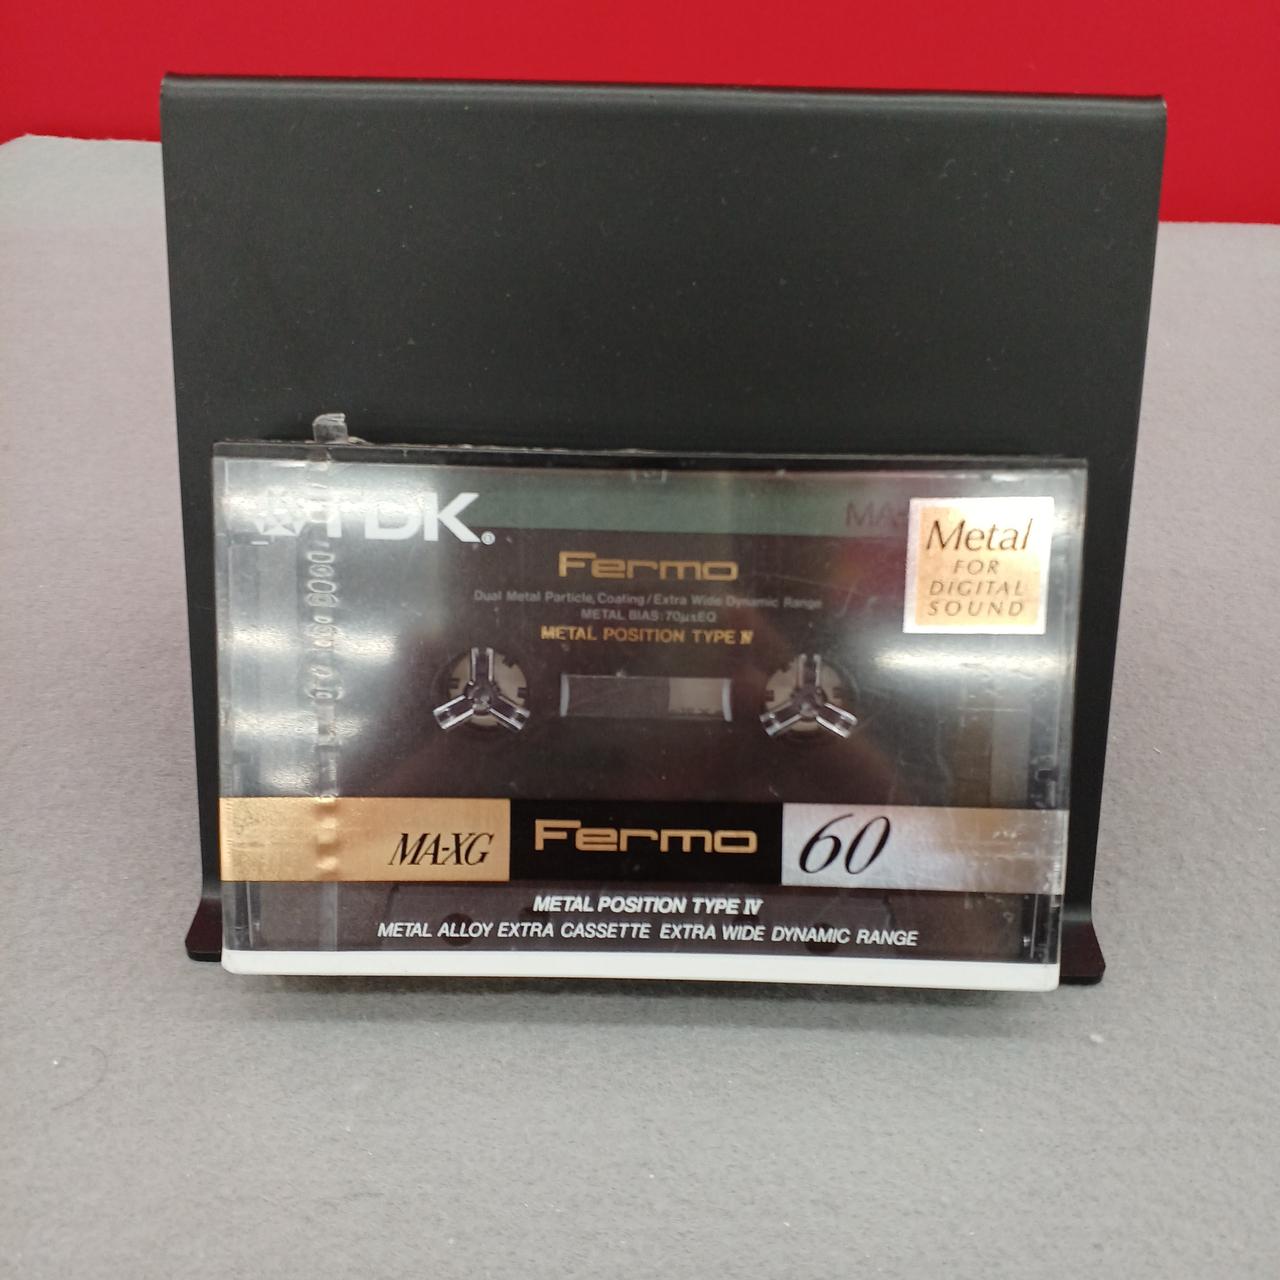 TDK®
MA-
Metal
FOR
DIGITAL
SOUND
Fermo
Dual Metal Particle, Coating/Extra Wide Dynamic Range
METAL BIAS:70μsEQ
METAL POSITION TYPE IV
MA-XG Fermo 60
METAL POSITION TYPE IV
METAL ALLOY EXTRA CASSETTE EXTRA WIDE DYNAMIC RANGE